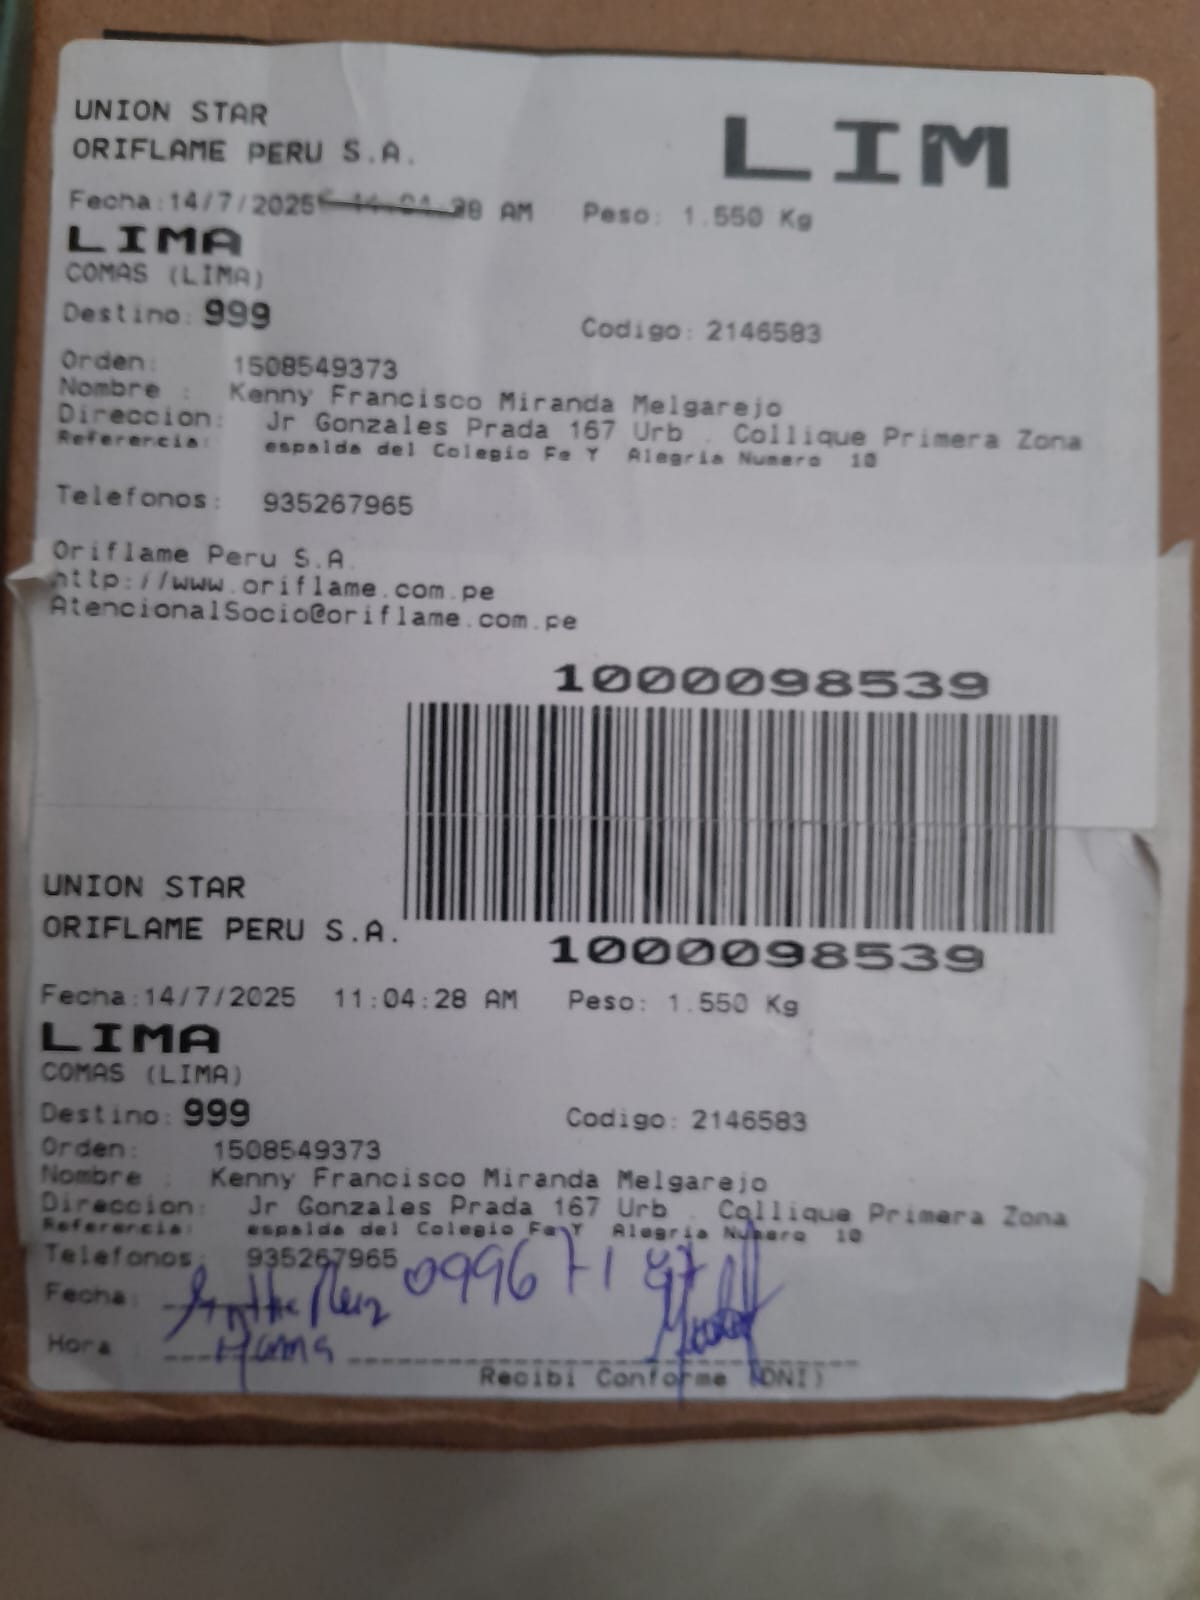 UNION STAR
ORIFLAME PERU S.A.
LIM
Fecha:14/7/2025 AM Peso: 1.550 Kg
LIMA
COMAS (LIMA)
Destino: 999 Codigo: 2146583
Orden: 1508549373
Nombre : Kenny Francisco Miranda Melgarejo
Direccion: Jr Gonzales Prada 167 Urb . Collique Primera Zona
Referencia: espalda del Colegio Fe Y Alegria Numero 10
Telefonos: 935267965
Oriflame Peru S.A.
http://www.oriflame.com.pe
AtencionalSocio@oriflame.com.pe
1000098539
UNION STAR
ORIFLAME PERU S.A.
1000098539
Fecha:14/7/2025 11:04:28 AM Peso: 1.550 Kg
LIMA
COMAS (LIMA)
Destino: 999 Codigo: 2146583
Orden: 1508549373
Nombre : Kenny Francisco Miranda Melgarejo
Direccion: Jr Gonzales Prada 167 Urb . Collique Primera Zona
Referencia: espalda del Colegio Fe Y Alegria Numero 10
Telefonos: 935267965
Fecha:
Hora
Recibi Conforme (DNI)